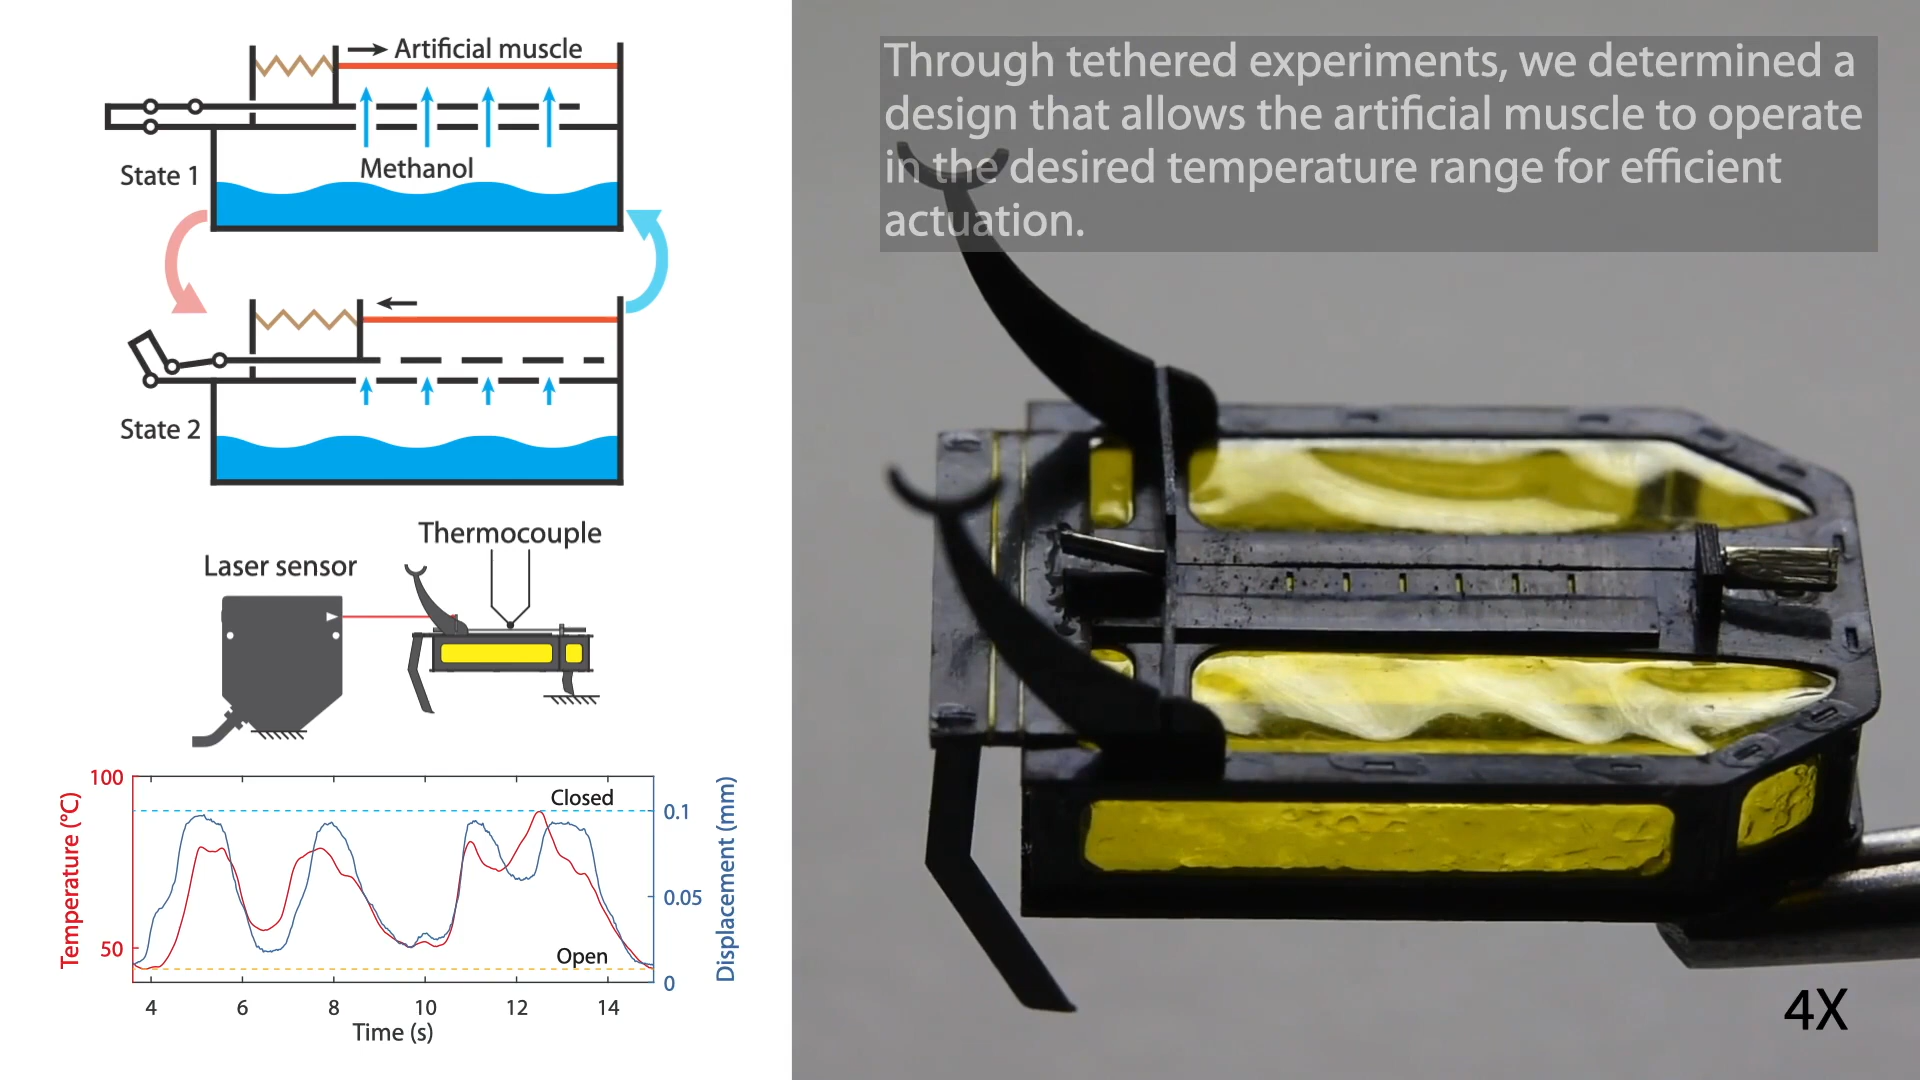 Artificial muscle
Methanol
State 1
State 2
Thermocouple
Laser sensor
100
50
Temperature (°C)
Closed
Open
0.1
0.05
0
Displacement (mm)
4 6 8 10 12 14
Time (s)
Through tethered experiments, we determined a
design that allows the artificial muscle to operate
in the desired temperature range for efficient
actuation.
4X